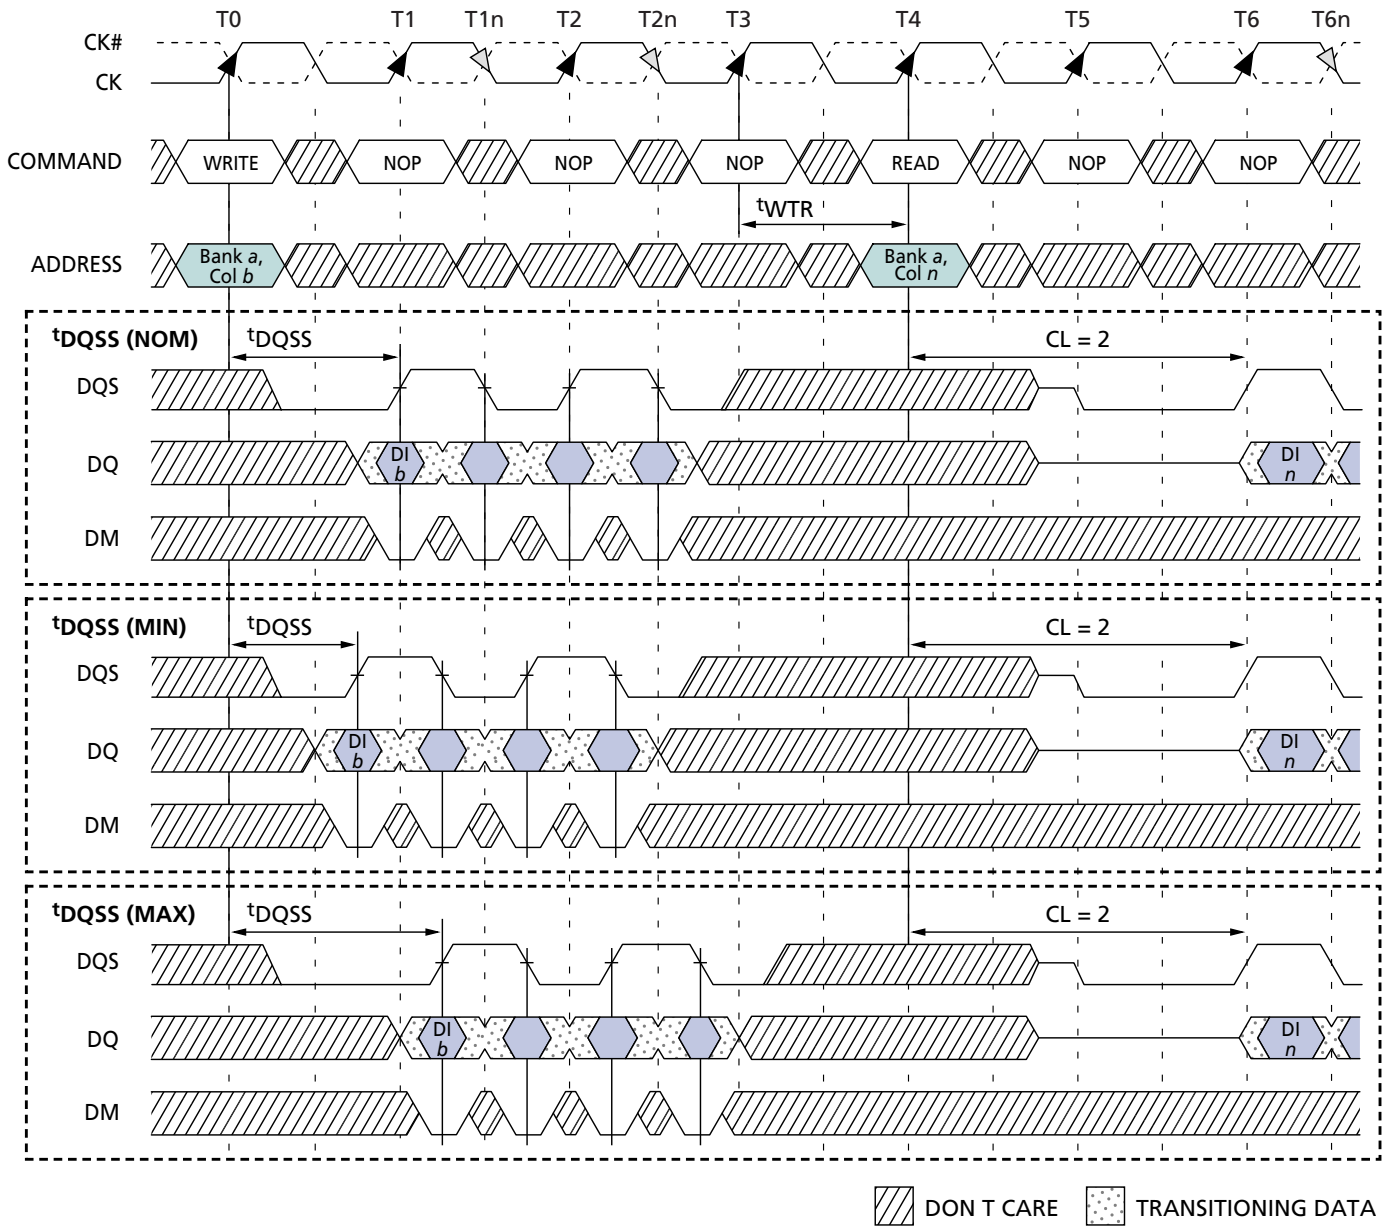 T0 T1 T1n T2 T2n T3 T4 T5 T6 T6n
CK#
CK
COMMAND WRITE NOP NOP NOP READ NOP NOP
tWTR
ADDRESS Bank a, Col b Bank a, Col n
tDQSS (NOM) tDQSS CL = 2
DQS
DQ DI b DI n
DM
tDQSS (MIN) tDQSS CL = 2
DQS
DQ DI b DI n
DM
tDQSS (MAX) tDQSS CL = 2
DQS
DQ DI b DI n
DM
DON T CARE TRANSITIONING DATA